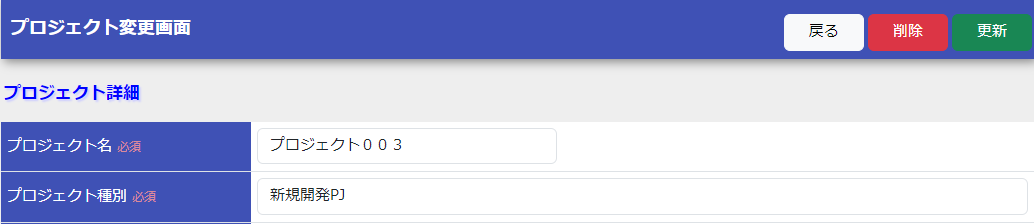 プロジェクト変更画面
戻る 削除 更新
プロジェクト詳細
プロジェクト名 必須 プロジェクト００３
プロジェクト種別 必須 新規開発PJ